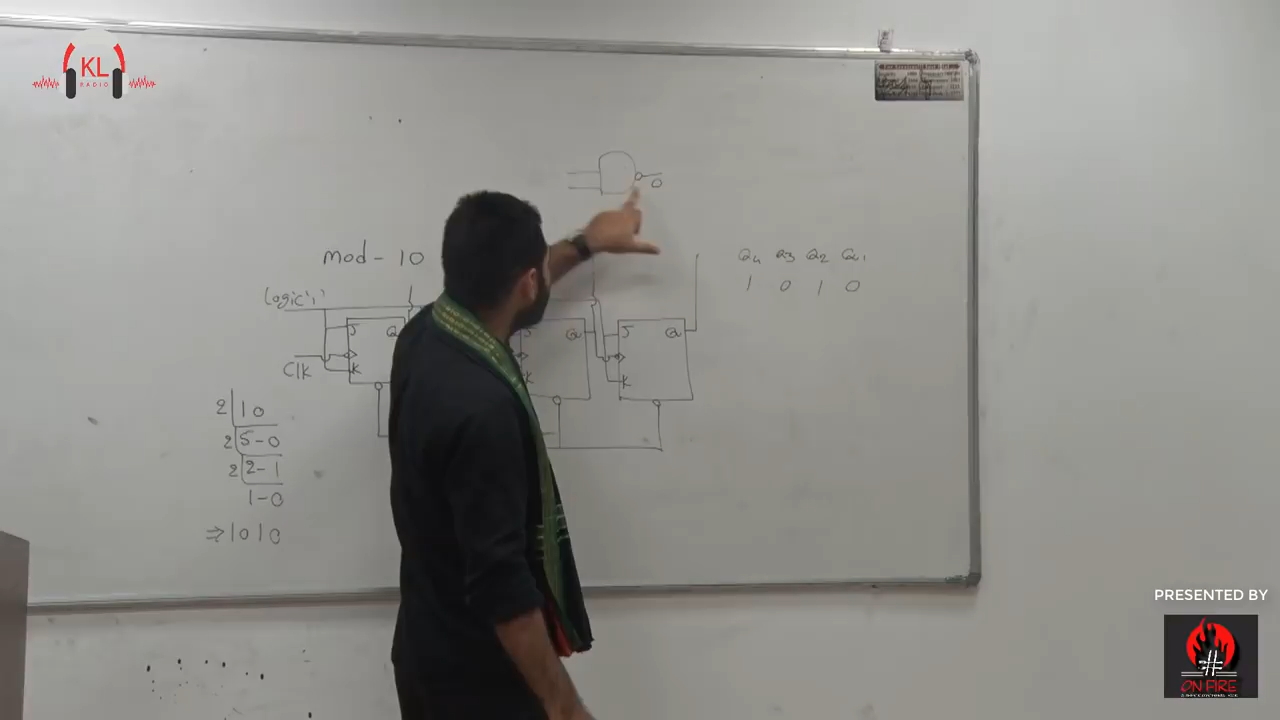 KL
RADIO
0
mod - 10
Q4 Q3 Q2 Q1
1 0 1 0
Logic '1'
J Q J Q J Q
Clk K K K
2 10
2 5-0
2 2-1
1-0
⇒ 1010
PRESENTED BY
#
ON FIRE